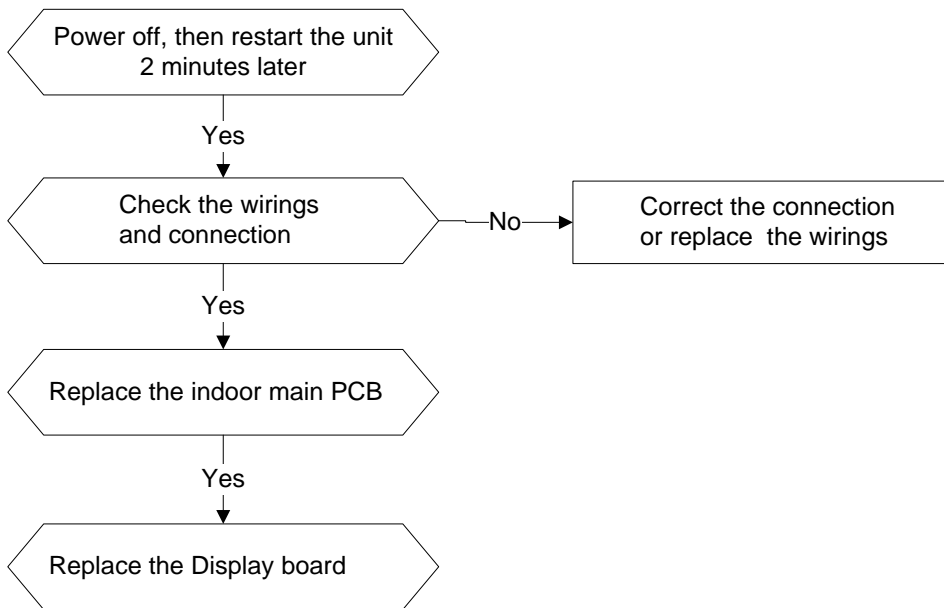 Power off, then restart the unit
2 minutes later
Yes
Check the wirings
and connection
No
Correct the connection
or replace  the wirings
Yes
Replace the indoor main PCB
Yes
Replace the Display board